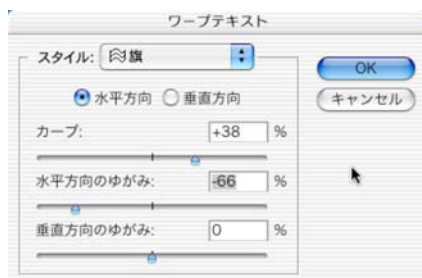 ワープテキスト
スタイル: 旗
OK
水平方向 垂直方向
キャンセル
カーブ: +38 %
水平方向のゆがみ: -66 %
垂直方向のゆがみ: 0 %